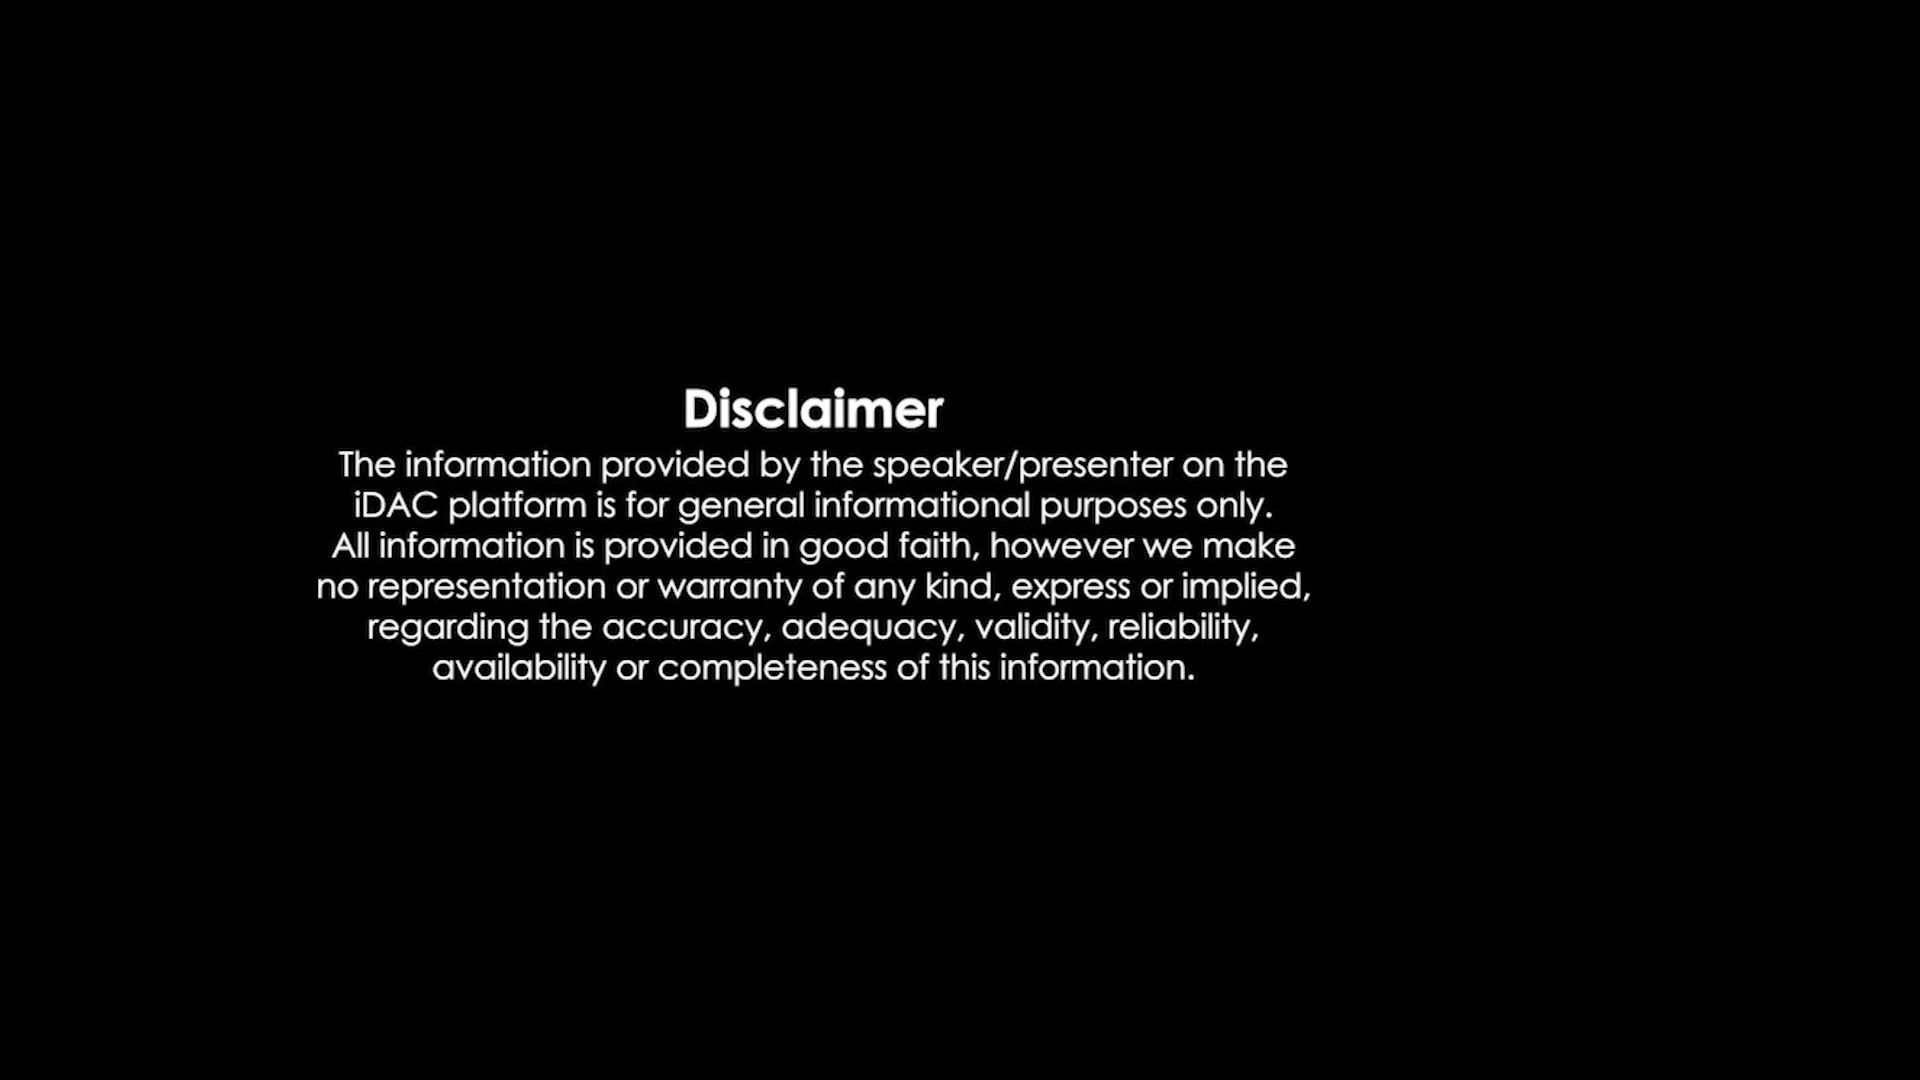 Disclaimer
The information provided by the speaker/presenter on the
iDAC platform is for general informational purposes only.
All information is provided in good faith, however we make
no representation or warranty of any kind, express or implied,
regarding the accuracy, adequacy, validity, reliability,
availability or completeness of this information.